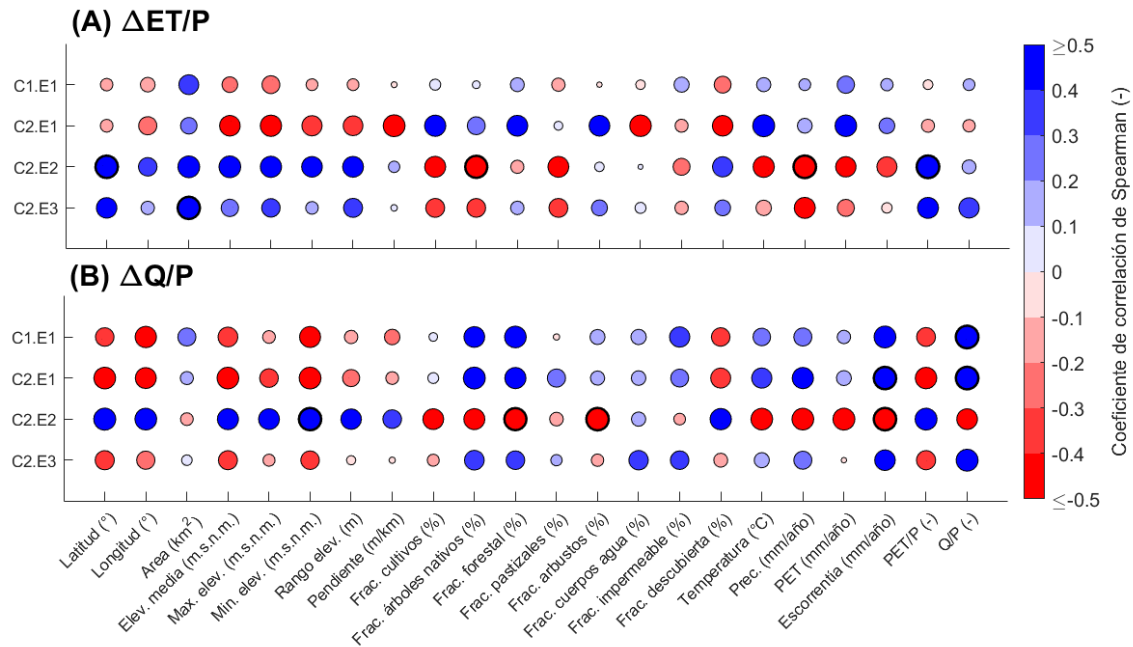 (A) ΔET/P
C1.E1
C2.E1
C2.E2
C2.E3
(B) ΔQ/P
C1.E1
C2.E1
C2.E2
C2.E3
Latitud (°)
Longitud (°)
Area (km²)
Elev. media (m.s.n.m.)
Max. elev. (m.s.n.m.)
Min. elev. (m.s.n.m.)
Rango elev. (m)
Pendiente (m/km)
Frac. cultivos (%)
Frac. árboles nativos (%)
Frac. forestal (%)
Frac. pastizales (%)
Frac. arbustos (%)
Frac. cuerpos agua (%)
Frac. impermeable (%)
Frac. descubierta (%)
Temperatura (°C)
Prec. (mm/año)
PET (mm/año)
Escorrentía (mm/año)
PET/P (-)
Q/P (-)
≥0.5
0.4
0.3
0.2
0.1
0
-0.1
-0.2
-0.3
-0.4
≤-0.5
Coeficiente de correlación de Spearman (-)